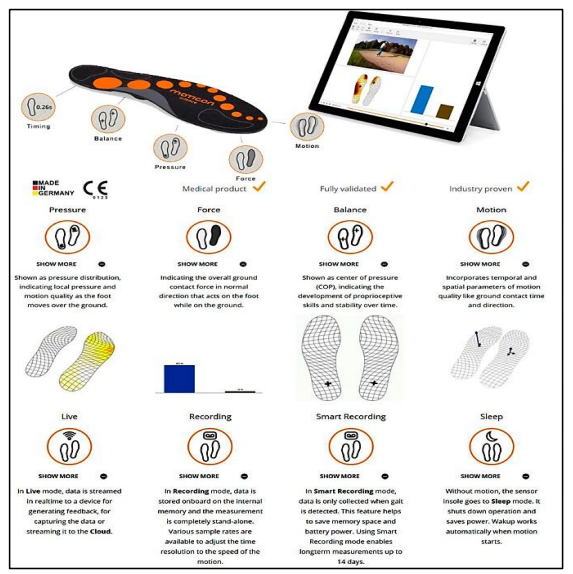 moticon
0.26s
Timing
Balance
Pressure
Force
Motion
MADE
IN
GERMANY
CE
0123
Medical product
Fully validated
Industry proven
Pressure
Force
Balance
Motion
SHOW MORE
SHOW MORE
SHOW MORE
SHOW MORE
Shown as pressure distribution,
indicating local pressure and
motion quality as the foot
moves over the ground.
Indicating the overall ground
contact force in normal
direction that acts on the foot
while on the ground.
Shown as center of pressure
(COP), indicating the
development of proprioceptive
skills and stability over time.
Incorporates temporal and
spatial parameters of motion
quality like ground contact time
and direction.
Live
Recording
Smart Recording
Sleep
SHOW MORE
SHOW MORE
SHOW MORE
SHOW MORE
In Live mode, data is streamed
in realtime to a device for
generating feedback, for
capturing the data or
streaming it to the Cloud.
In Recording mode, data is
stored onboard on the internal
memory and the measurement
is completely stand-alone.
Various sample rates are
available to adjust the time
resolution to the speed of the
motion.
In Smart Recording mode,
data is only collected when gait
is detected. This feature helps
to save memory space and
battery power. Using Smart
Recording mode enables
longterm measurements up to
14 days.
Without motion, the sensor
insole goes to Sleep mode. It
shuts down operation and
saves power. Wakup works
automatically when motion
starts.